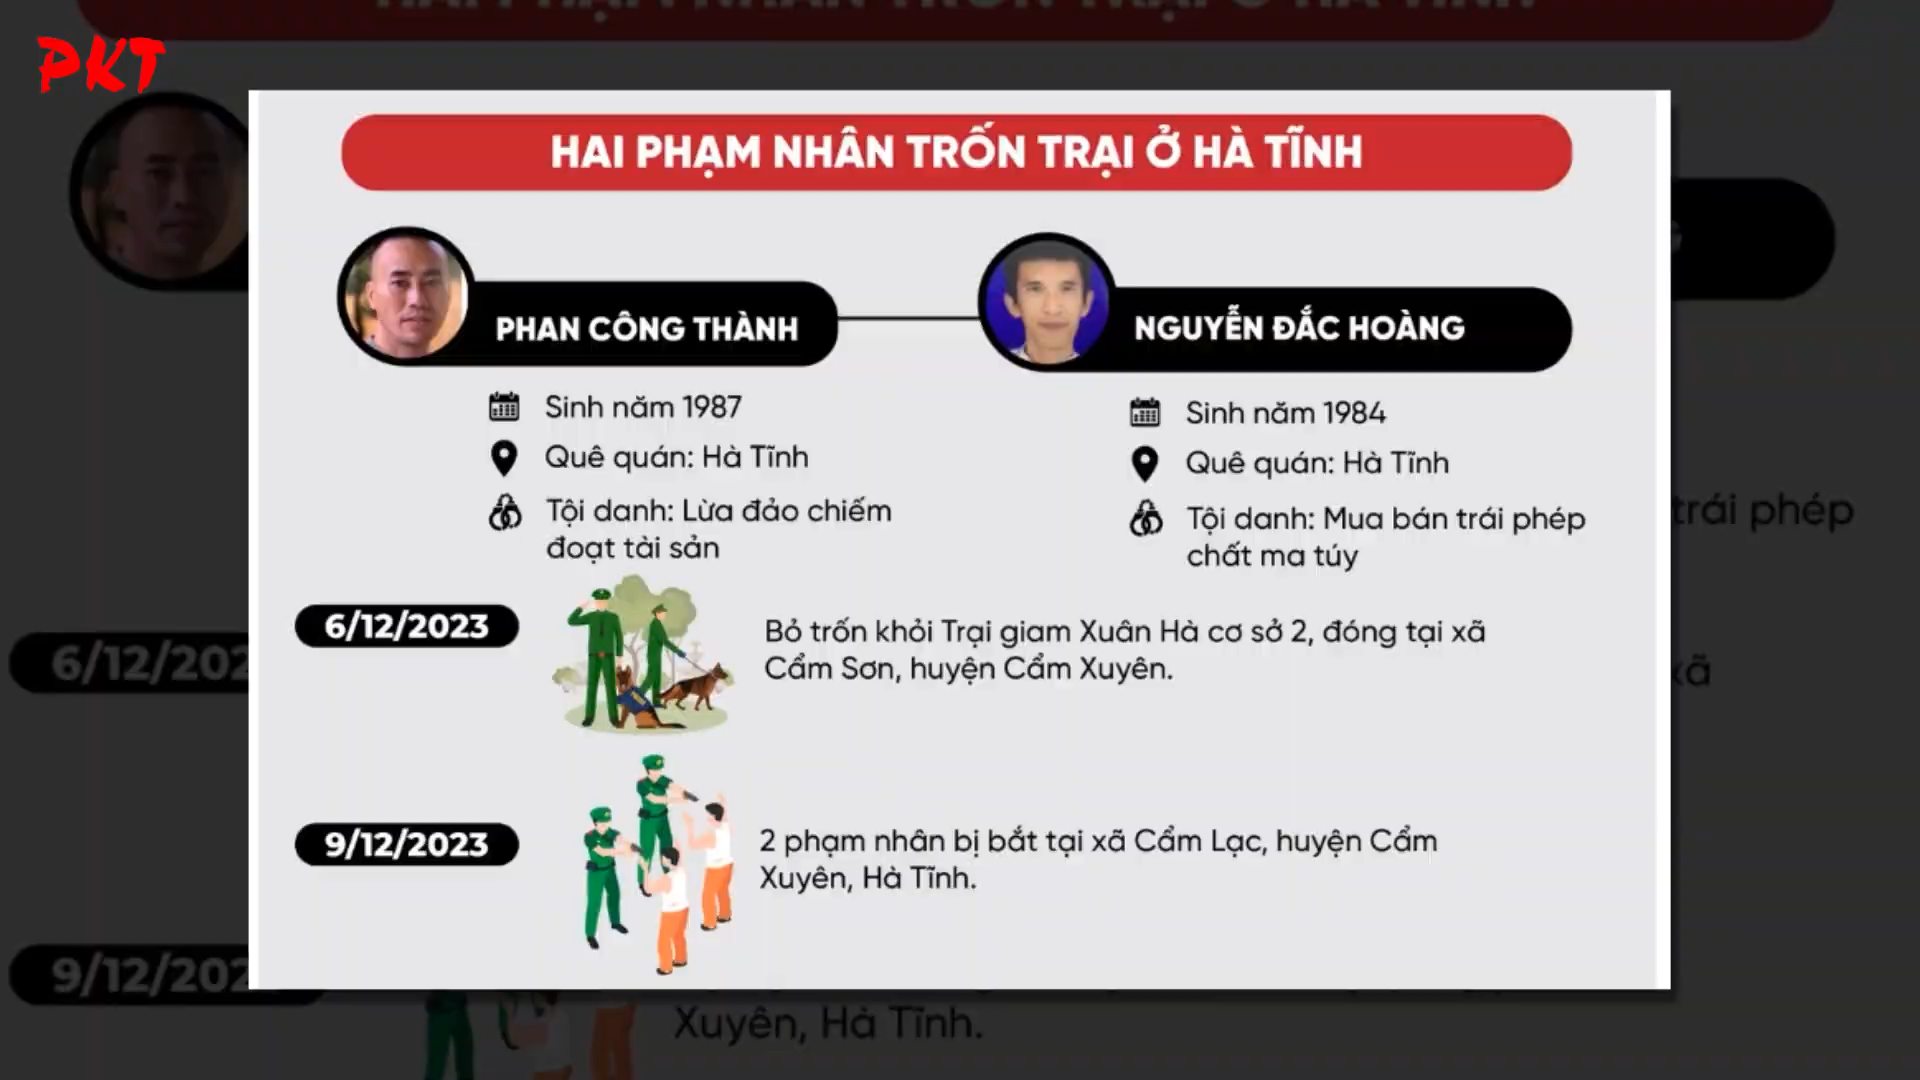 PKT
HAI PHẠM NHÂN TRỐN TRẠI Ở HÀ TĨNH
PHAN CÔNG THÀNH
Sinh năm 1987
Quê quán: Hà Tĩnh
Tội danh: Lừa đảo chiếm
đoạt tài sản
NGUYỄN ĐẮC HOÀNG
Sinh năm 1984
Quê quán: Hà Tĩnh
Tội danh: Mua bán trái phép
chất ma túy
6/12/2023
Bỏ trốn khỏi Trại giam Xuân Hà cơ sở 2, đóng tại xã
Cẩm Sơn, huyện Cẩm Xuyên.
9/12/2023
2 phạm nhân bị bắt tại xã Cẩm Lạc, huyện Cẩm
Xuyên, Hà Tĩnh.
trái phép
6/12/202
xã
9/12/202
Xuyên, Hà Tĩnh.